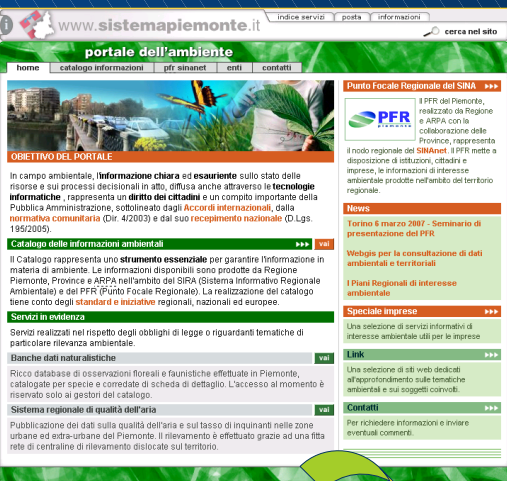 indice servizi posta informazioni
www.sistemapiemonte.it
cerca nel sito
portale dell'ambiente
home catalogo informazioni pfr sinanet enti contatti
OBIETTIVO DEL PORTALE
In campo ambientale, l'informazione chiara ed esauriente sullo stato delle
risorse e sui processi decisionali in atto, diffusa anche attraverso le tecnologie
informatiche , rappresenta un diritto dei cittadini e un compito importante della
Pubblica Amministrazione, sottolineato dagli Accordi internazionali, dalla
normativa comunitaria (Dir. 4/2003) e dal suo recepimento nazionale (D.Lgs.
195/2005).
Catalogo delle informazioni ambientali vai
Il Catalogo rappresenta uno strumento essenziale per garantire l'informazione in
materia di ambiente. Le informazioni disponibili sono prodotte da Regione
Piemonte, Province e ARPA nell'ambito del SIRA (Sistema Informativo Regionale
Ambientale) e del PFR (Punto Focale Regionale). La realizzazione del catalogo
tiene conto degli standard e iniziative regionali, nazionali ed europee.
Servizi in evidenza
Servizi realizzati nel rispetto degli obblighi di legge o riguardanti tematiche di
particolare rilevanza ambientale.
Banche dati naturalistiche vai
Ricco database di osservazioni floreali e faunistiche effettuate in Piemonte,
catalogate per specie e corredate di scheda di dettaglio. L'accesso al momento è
riservato solo ai gestori del catalogo.
Sistema regionale di qualità dell'aria vai
Pubblicazione dei dati sulla qualità dell'aria e sul tasso di inquinanti nelle zone
urbane ed extra-urbane del Piemonte. Il rilevamento è effettuato grazie ad una fitta
rete di centraline di rilevamento dislocate sul territorio.
Punto Focale Regionale del SINA
PFR
piemonte
Il PFR del Piemonte,
realizzato da Regione
e ARPA con la
collaborazione delle
Province, rappresenta
il nodo regionale del SINAnet. Il PFR mette a
disposizione di istituzioni, cittadini e
imprese, le informazioni di interesse
ambientale prodotte nell'ambito del territorio
regionale.
News
Torino 6 marzo 2007 - Seminario di
presentazione del PFR
Webgis per la consultazione di dati
ambientali e territoriali
I Piani Regionali di interesse
ambientale
Speciale imprese
Una selezione di servizi informativi di
interesse ambientale utili per le imprese
Link
Una selezione di siti web dedicati
all'approfondimento sulle tematiche
ambientali e sui soggetti coinvolti.
Contatti
Per richiedere informazioni e inviare
eventuali commenti.